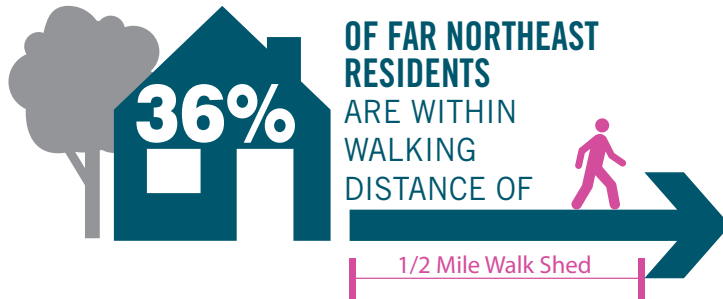 36%
OF FAR NORTHEAST
RESIDENTS
ARE WITHIN
WALKING
DISTANCE OF
1/2 Mile Walk Shed